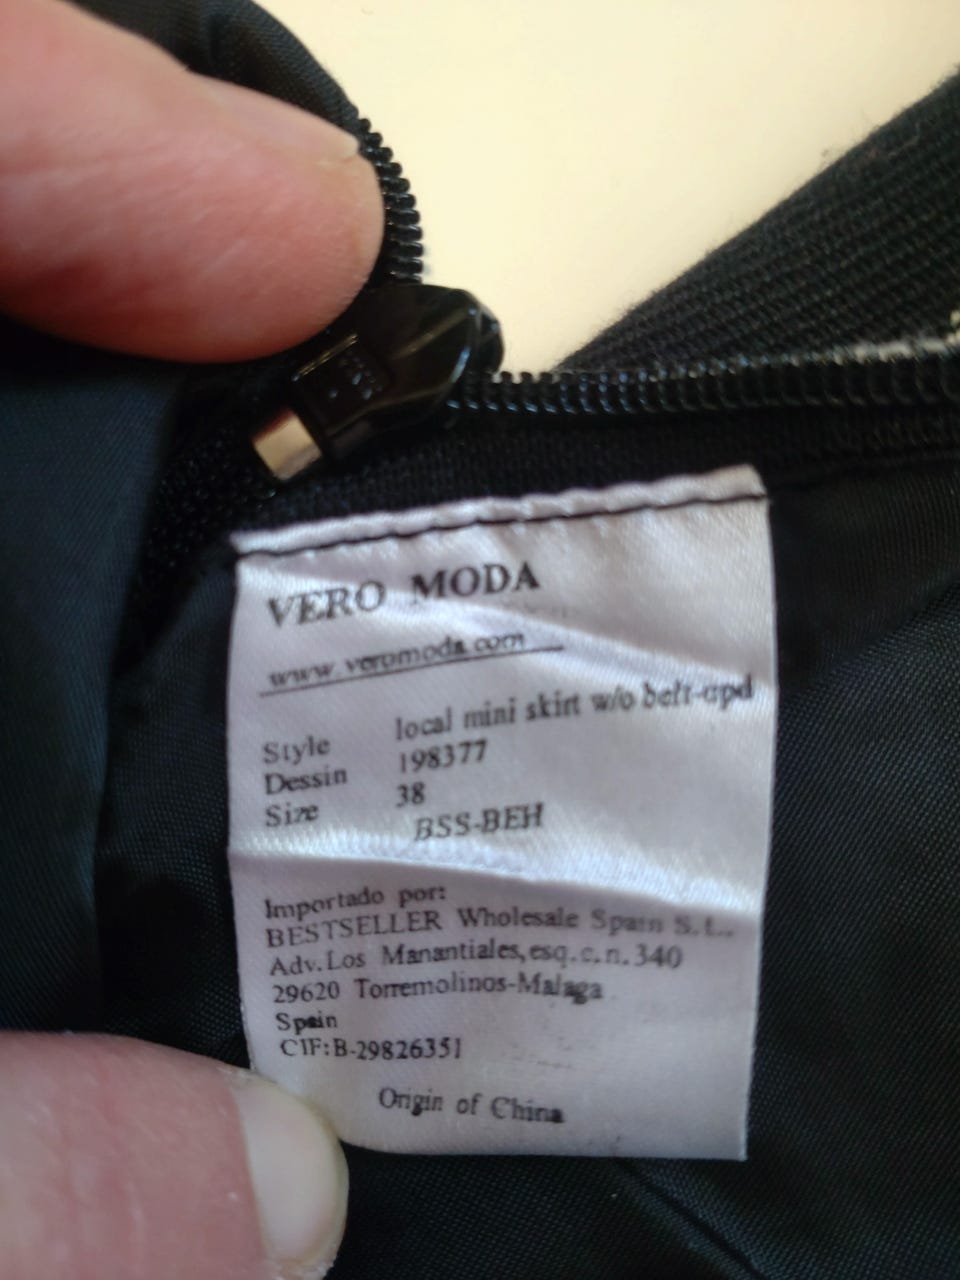 VERO MODA
www.veromoda.com
Style local mini skirt w/o belt-apd
Dessin 198377
Size 38
BSS-BEH
Importado por:
BESTSELLER Wholesale Spain S.L.
Adv.Los Manantiales,esq.c.n.340
29620 Torremolinos-Malaga
Spain
CIF:B-29826351
Origin of China